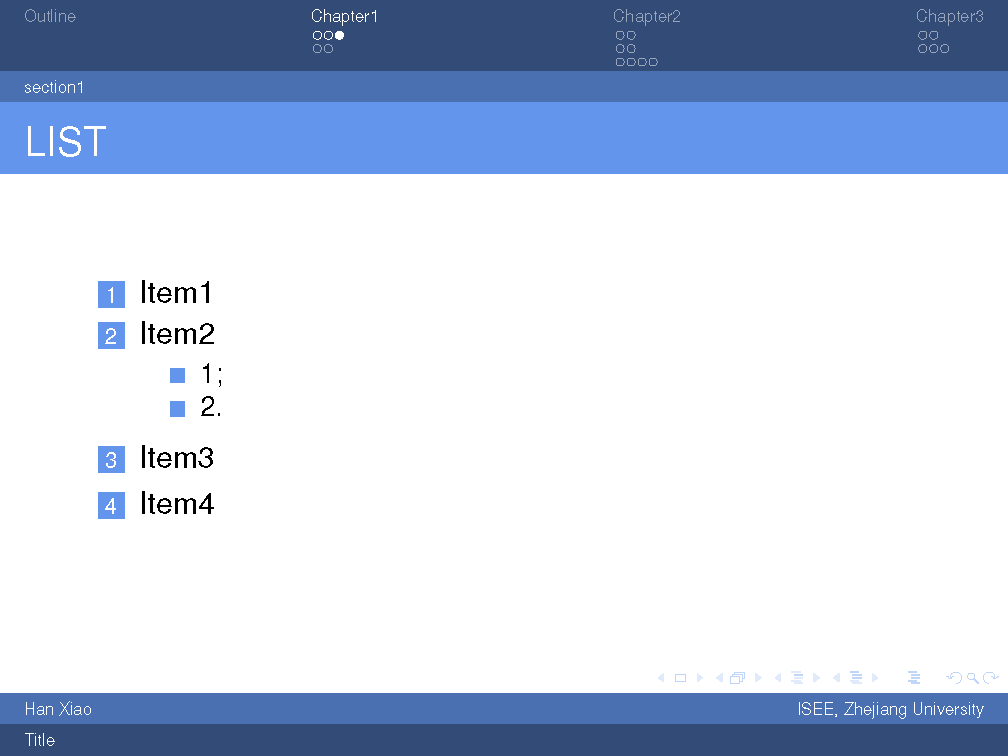 Outline Chapter1 Chapter2 Chapter3
section1
LIST
1 Item1
2 Item2
1;
2.
3 Item3
4 Item4
Han Xiao ISEE, Zhejiang University
Title